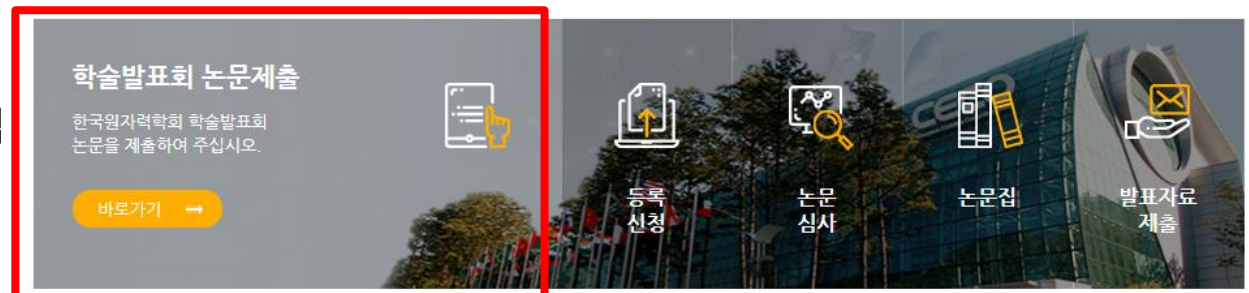 학술발표회 논문제출
한국원자력학회 학술발표회
논문을 제출하여 주십시오.
바로가기 →
등록
신청
논문
심사
논문집
발표자료
제출